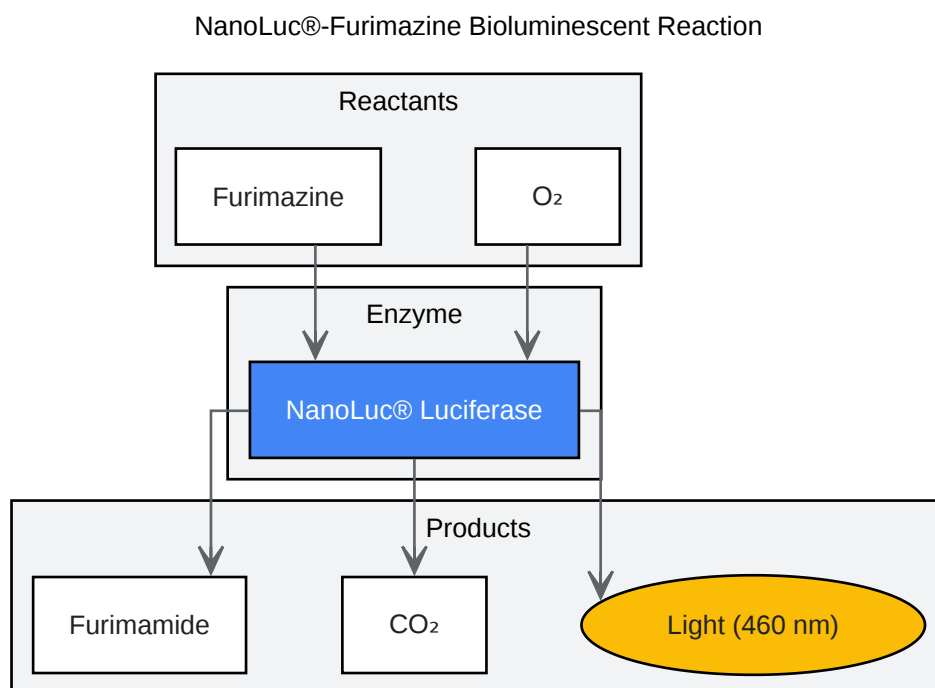 NanoLuc®-Furimazine Bioluminescent Reaction
Reactants
Furimazine
O₂
Enzyme
NanoLuc® Luciferase
Products
Furimamide
CO₂
Light (460 nm)